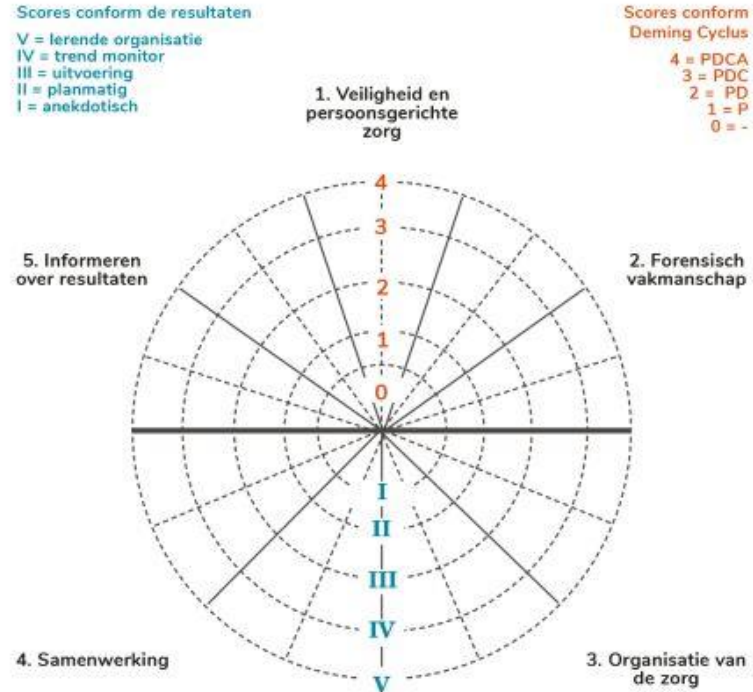 Scores conform de resultaten
V = lerende organisatie
IV = trend monitor
III = uitvoering
II = planmatig
I = anekdotisch
Scores conform
Deming Cyclus
4 = PDCA
3 = PDC
2 = PD
1 = P
0 = -
1. Veiligheid en
persoonsgerichte
zorg
5. Informeren
over resultaten
2. Forensisch
vakmanschap
4
3
2
1
0
I
II
III
IV
V
4. Samenwerking
3. Organisatie van
de zorg